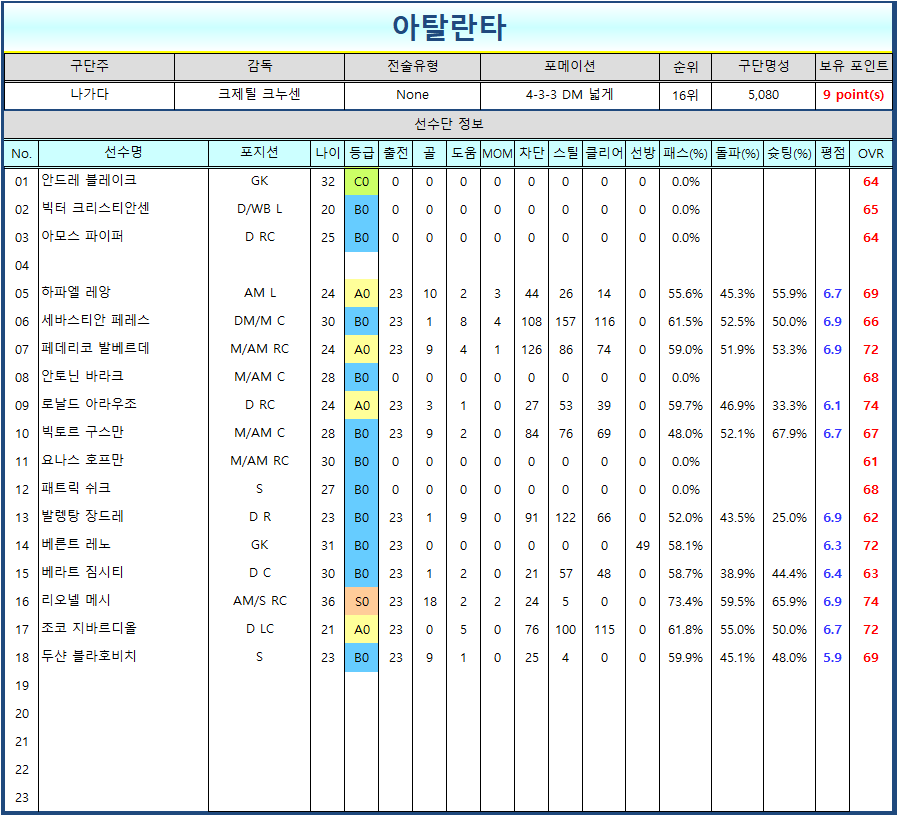 아탈란타
구단주 감독 전술유형 포메이션 순위 구단명성 보유 포인트
나가다 크제틸 크누센 None 4-3-3 DM 넓게 16위 5,080 9 point(s)
선수단 정보
No. 선수명 포지션 나이 등급 출전 골 도움 MOM 차단 스틸 클리어 선방 패스(%) 돌파(%) 슛팅(%) 평점 OVR
01 안드레 블레이크 GK 32 C0 0 0 0 0 0 0 0 0 0.0% 64
02 빅터 크리스티안센 D/WB L 20 B0 0 0 0 0 0 0 0 0 0.0% 65
03 아모스 파이퍼 D RC 25 B0 0 0 0 0 0 0 0 0 0.0% 64
04
05 하파엘 레앙 AM L 24 A0 23 10 2 3 44 26 14 0 55.6% 45.3% 55.9% 6.7 69
06 세바스티안 페레스 DM/M C 30 B0 23 1 8 4 108 157 116 0 61.5% 52.5% 50.0% 6.9 66
07 페데리코 발베르데 M/AM RC 24 A0 23 9 4 1 126 86 74 0 59.0% 51.9% 53.3% 6.9 72
08 안토닌 바라크 M/AM C 28 B0 0 0 0 0 0 0 0 0 0.0% 68
09 로날드 아라우조 D RC 24 A0 23 3 1 0 27 53 39 0 59.7% 46.9% 33.3% 6.1 74
10 빅토르 구스만 M/AM C 28 B0 23 9 2 0 84 76 69 0 48.0% 52.1% 67.9% 6.7 67
11 요나스 호프만 M/AM RC 30 B0 0 0 0 0 0 0 0 0 0.0% 61
12 패트릭 쉬크 S 27 B0 0 0 0 0 0 0 0 0 0.0% 68
13 발렝탕 장드레 D R 23 B0 23 1 9 0 91 122 66 0 52.0% 43.5% 25.0% 6.9 62
14 베른트 레노 GK 31 B0 23 0 0 0 0 0 0 49 58.1% 6.3 72
15 베라트 짐시티 D C 30 B0 23 1 2 0 21 57 48 0 58.7% 38.9% 44.4% 6.4 63
16 리오넬 메시 AM/S RC 36 S0 23 18 2 2 24 5 0 0 73.4% 59.5% 65.9% 6.9 74
17 조코 지바르디올 D LC 21 A0 23 0 5 0 76 100 115 0 61.8% 55.0% 50.0% 6.7 72
18 두샨 블라호비치 S 23 B0 23 9 1 0 25 4 0 0 59.9% 45.1% 48.0% 5.9 69
19
20
21
22
23